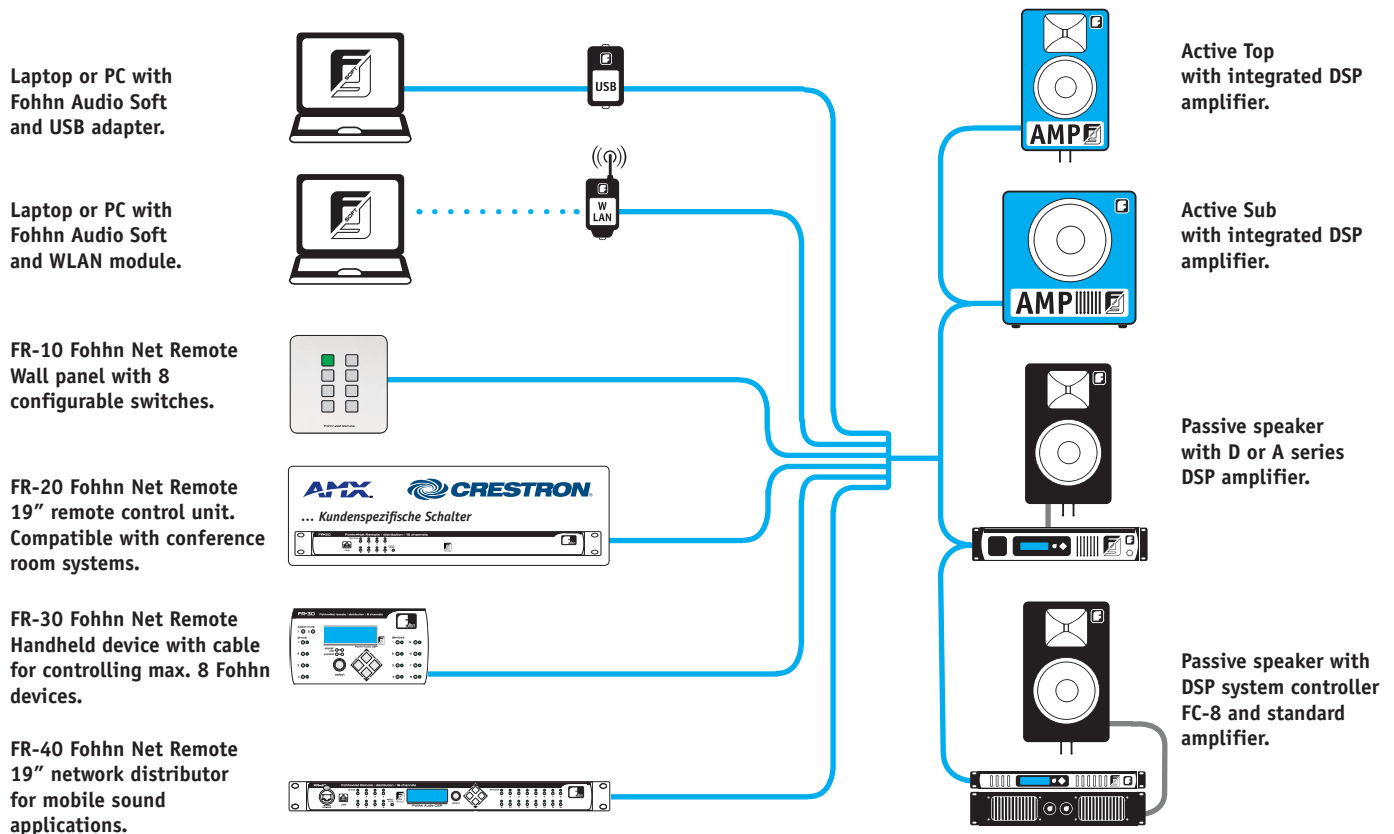 Laptop or PC with
Fohhn Audio Soft
and USB adapter.
USB
Laptop or PC with
Fohhn Audio Soft
and WLAN module.
W
LAN
FR-10 Fohhn Net Remote
Wall panel with 8
configurable switches.
FR-20 Fohhn Net Remote
19″ remote control unit.
Compatible with conference
room systems.
AMX CRESTRON
... Kundenspezifische Schalter
FR-30 Fohhn Net Remote
Handheld device with cable
for controlling max. 8 Fohhn
devices.
FR-30
select
FR-40 Fohhn Net Remote
19″ network distributor
for mobile sound
applications.
Fohhn Audio DSP
Active Top
with integrated DSP
amplifier.
AMP
Active Sub
with integrated DSP
amplifier.
AMP
Passive speaker
with D or A series
DSP amplifier.
Passive speaker with
DSP system controller
FC-8 and standard
amplifier.